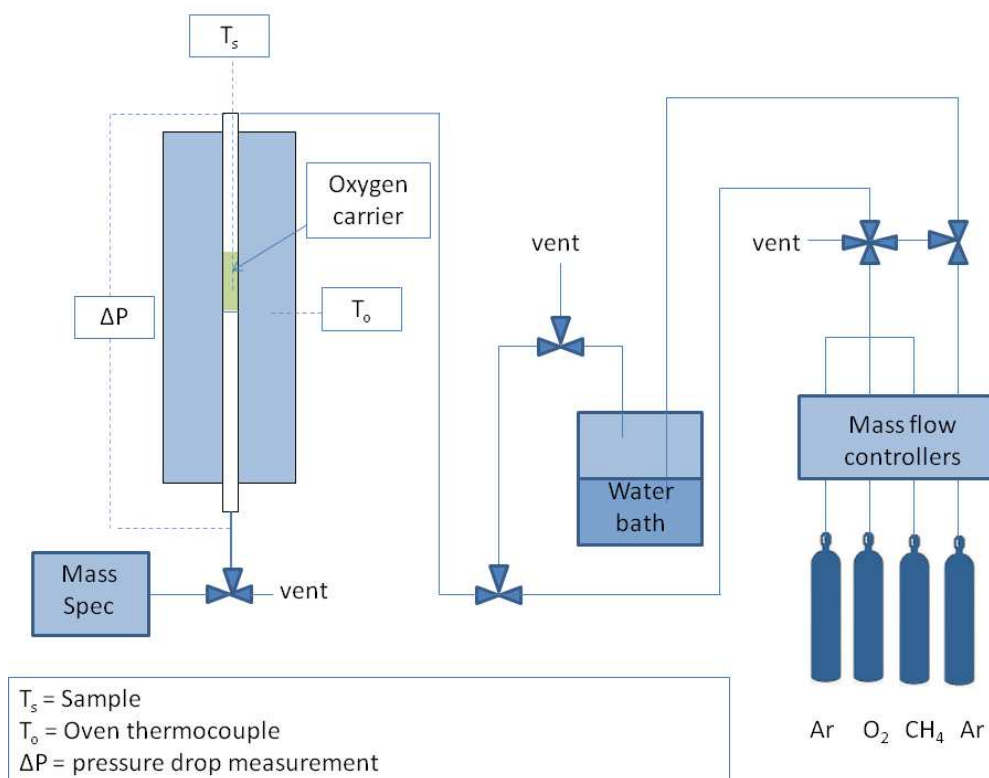 Tₛ
Oxygen
carrier
vent
vent
ΔP
Tₒ
Mass flow
controllers
Water
bath
Mass
Spec
vent
Ar O₂ CH₄ Ar
Tₛ = Sample
Tₒ = Oven thermocouple
ΔP = pressure drop measurement